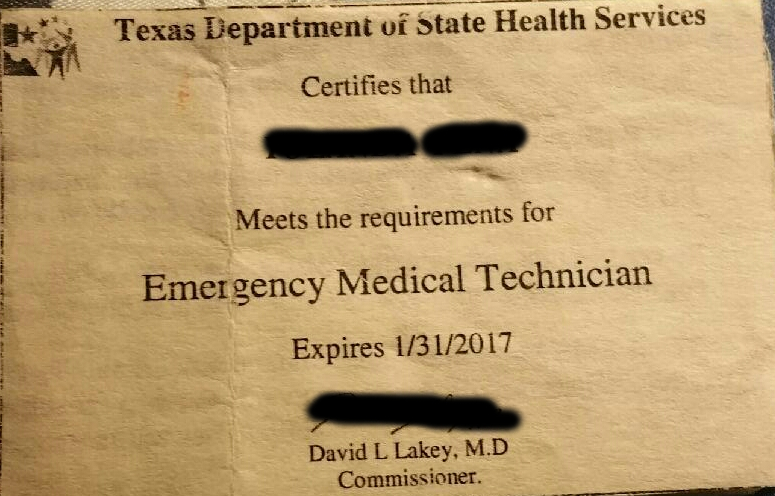 Texas Department of State Health Services
Certifies that
Meets the requirements for
Emergency Medical Technician
Expires 1/31/2017
David L Lakey, M.D
Commissioner.